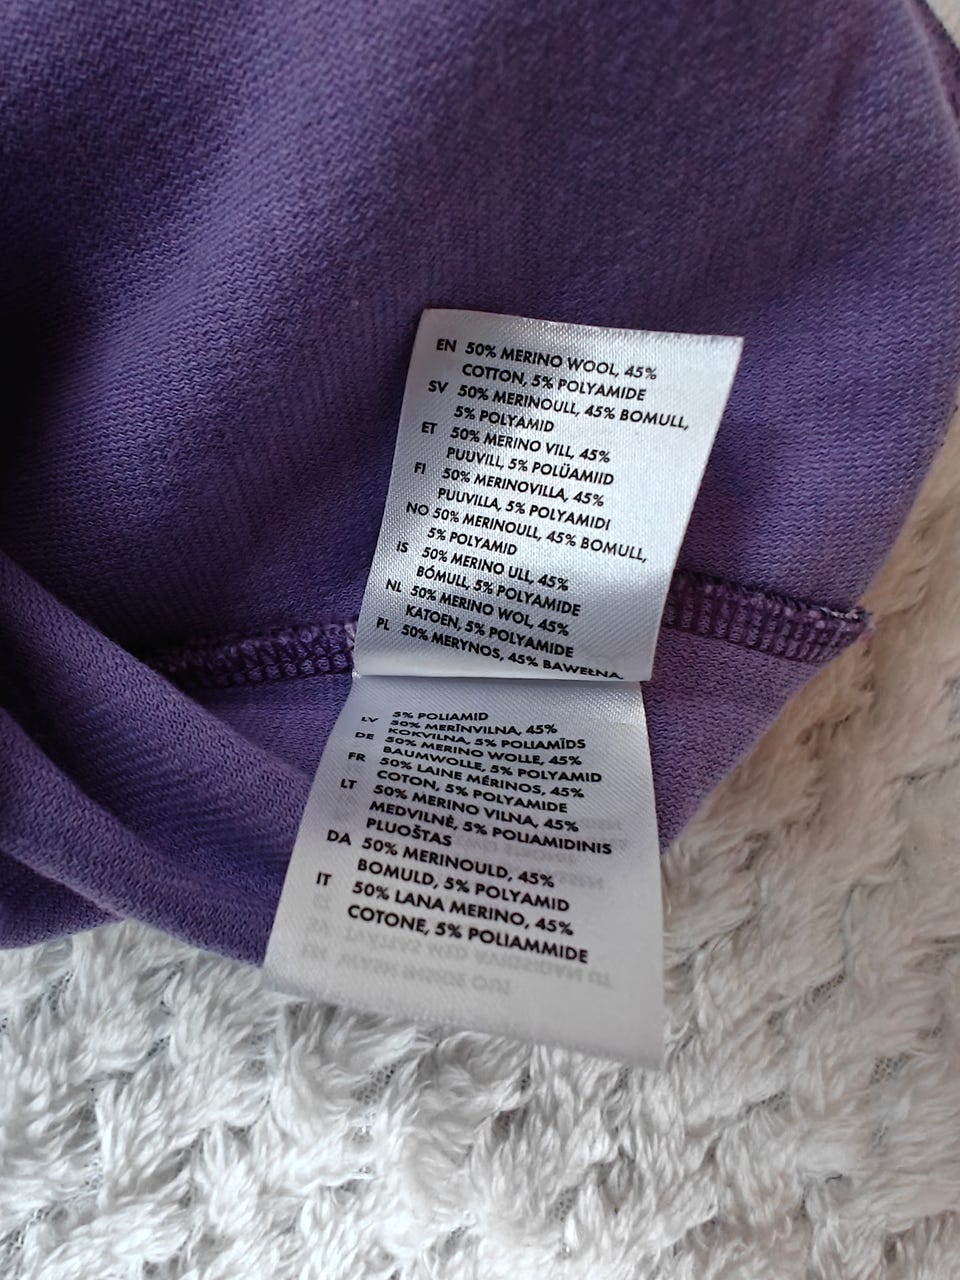 EN 50% MERINO WOOL, 45%
COTTON, 5% POLYAMIDE
SV 50% MERINOULL, 45% BOMULL,
5% POLYAMID
ET 50% MERINO VILL, 45%
PUUVILL, 5% POLÜAMIID
FI 50% MERINOVILLA, 45%
PUUVILLA, 5% POLYAMIDI
NO 50% MERINOULL, 45% BOMULL,
5% POLYAMID
IS 50% MERINO ULL, 45%
BÓMULL, 5% POLYAMIDE
NL 50% MERINO WOL, 45%
KATOEN, 5% POLYAMIDE
PL 50% MERYNOS, 45% BAWEŁNA,
5% POLIAMID
LV 50% MERĪNVILNA, 45%
KOKVILNA, 5% POLIAMĪDS
DE 50% MERINO WOLLE, 45%
BAUMWOLLE, 5% POLYAMID
FR 50% LAINE MÉRINOS, 45%
COTON, 5% POLYAMIDE
LT 50% MERINO VILNA, 45%
MEDVILNĖ, 5% POLIAMIDINIS
PLUOŠTAS
DA 50% MERINOULD, 45%
BOMULD, 5% POLYAMID
IT 50% LANA MERINO, 45%
COTONE, 5% POLIAMMIDE